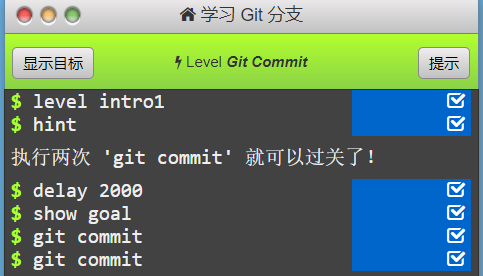 学习 Git 分支
显示目标
Level Git Commit
提示
$ level intro1
$ hint
执行两次 'git commit' 就可以过关了！
$ delay 2000
$ show goal
$ git commit
$ git commit